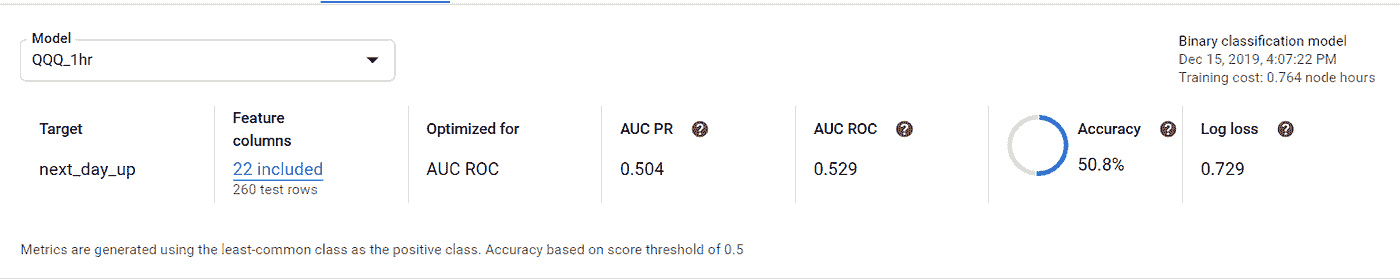 Model
QQQ_1hr
Binary classification model
Dec 15, 2019, 4:07:22 PM
Training cost: 0.764 node hours
Target
next_day_up
Feature
columns
22 included
260 test rows
Optimized for
AUC ROC
AUC PR ?
0.504
AUC ROC ?
0.529
Accuracy ?
50.8%
Log loss ?
0.729
Metrics are generated using the least-common class as the positive class. Accuracy based on score threshold of 0.5